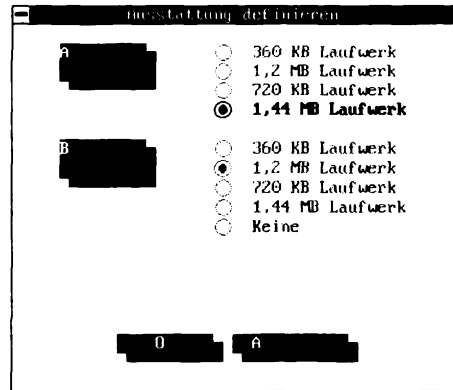 Ausstattung definieren
A
360 KB Laufwerk
1,2 MB Laufwerk
720 KB Laufwerk
1,44 MB Laufwerk
B
360 KB Laufwerk
1,2 MB Laufwerk
720 KB Laufwerk
1,44 MB Laufwerk
Keine
O
A